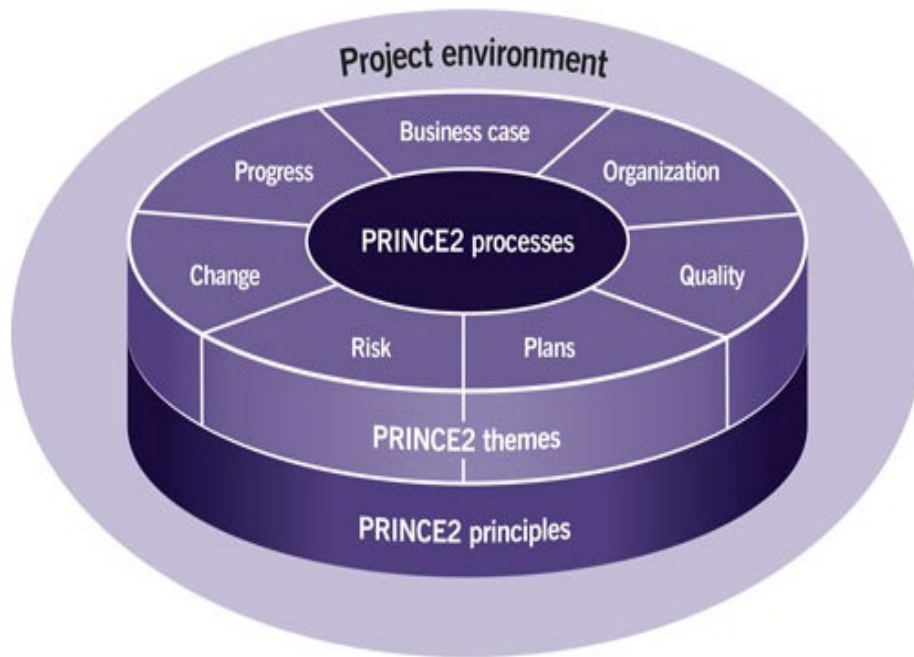 Project environment
Business case
Progress
Organization
PRINCE2 processes
Change
Quality
Risk
Plans
PRINCE2 themes
PRINCE2 principles